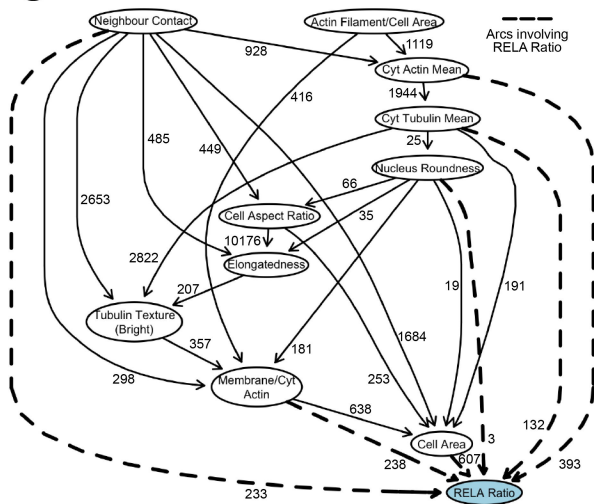 Neighbour Contact
Actin Filament/Cell Area
Arcs involving
RELA Ratio
928
1119
Cyt Actin Mean
1944
416
Cyt Tubulin Mean
485
449
25
Nucleus Roundness
66
2653
Cell Aspect Ratio
35
10176
2822
Elongatedness
207
19
191
Tubulin Texture
(Bright)
357
1684
181
298
Membrane/Cyt
Actin
253
638
132
3
Cell Area
607
238
393
233
RELA Ratio